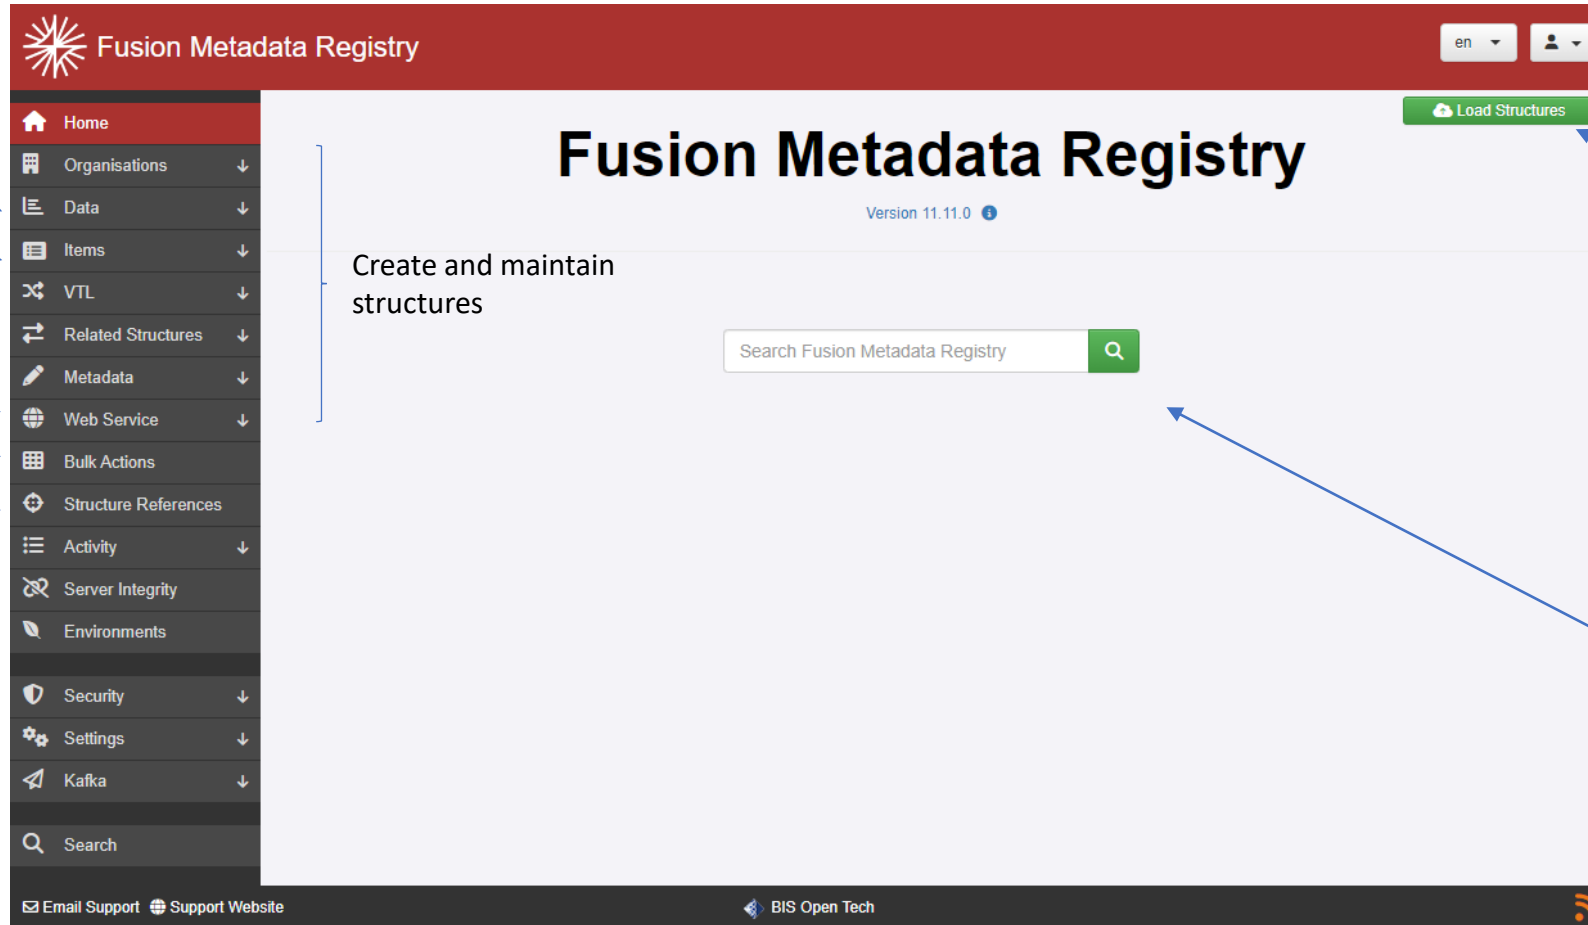 Fusion Metadata Registry
en
Load Structures
Home
Organisations
Data
Items
VTL
Related Structures
Metadata
Web Service
Bulk Actions
Structure References
Activity
Server Integrity
Environments
Security
Settings
Kafka
Search
Fusion Metadata Registry
Version 11.11.0
Create and maintain
structures
Search Fusion Metadata Registry
Email Support Support Website
BIS Open Tech